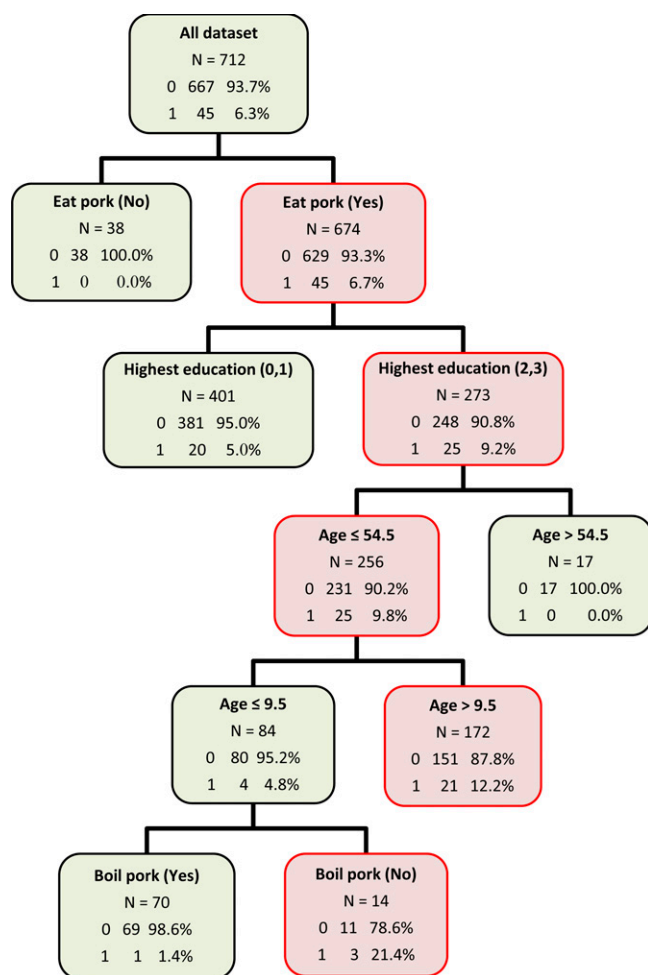 All dataset
N = 712
0 667 93.7%
1 45 6.3%
Eat pork (No)
N = 38
0 38 100.0%
1 0 0.0%
Eat pork (Yes)
N = 674
0 629 93.3%
1 45 6.7%
Highest education (0,1)
N = 401
0 381 95.0%
1 20 5.0%
Highest education (2,3)
N = 273
0 248 90.8%
1 25 9.2%
Age ≤ 54.5
N = 256
0 231 90.2%
1 25 9.8%
Age > 54.5
N = 17
0 17 100.0%
1 0 0.0%
Age ≤ 9.5
N = 84
0 80 95.2%
1 4 4.8%
Age > 9.5
N = 172
0 151 87.8%
1 21 12.2%
Boil pork (Yes)
N = 70
0 69 98.6%
1 1 1.4%
Boil pork (No)
N = 14
0 11 78.6%
1 3 21.4%